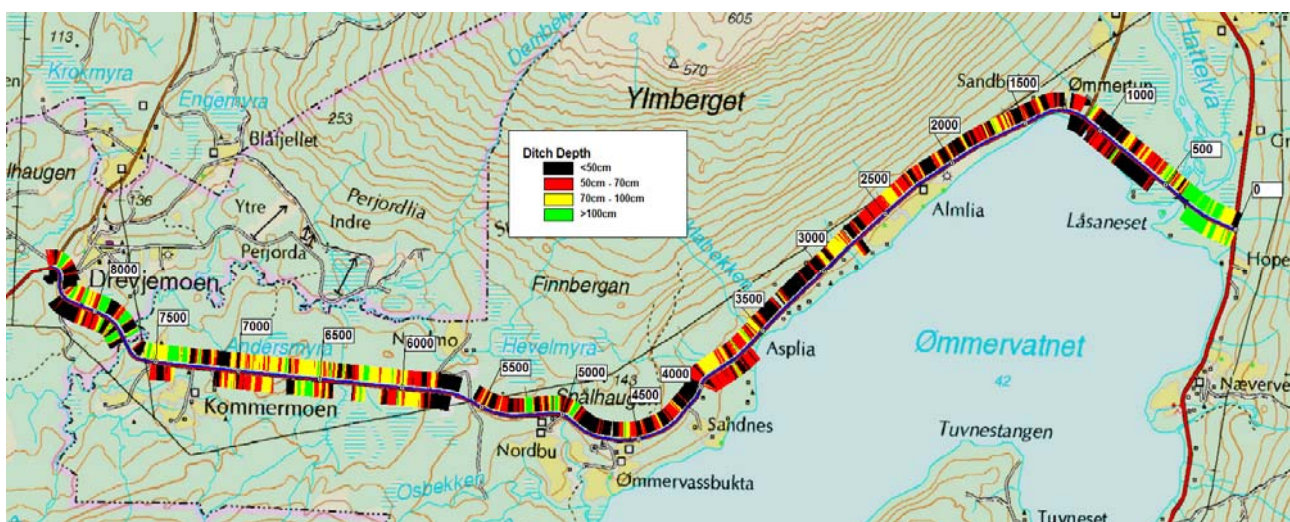 605
113
Krokmyra
Dambekk
570
Hattelva
Engemyra
Sandb
1500
Ømmertun
1000
Ylmberget
253
Blåfjellet
2000
500
lhaugen
Ditch Depth
<50cm
50cm - 70cm
70cm - 100cm
>100cm
136
Ytre
Perjordlia
Indre
2500
0
Almlia
Låsaneset
3000
Perjorda
Hope
8000
Drevjemoen
Finnbergan
3500
7500
7000
6500
6000
Andersmyra
Hevelmyra
Asplia
Ømmervatnet
42
5500
5000
143
4500
4000
Kommermoen
Sandnes
Næverve
Nordbu
Tuvnestangen
Ømmervassbukta
Osbekken
Tuvneset